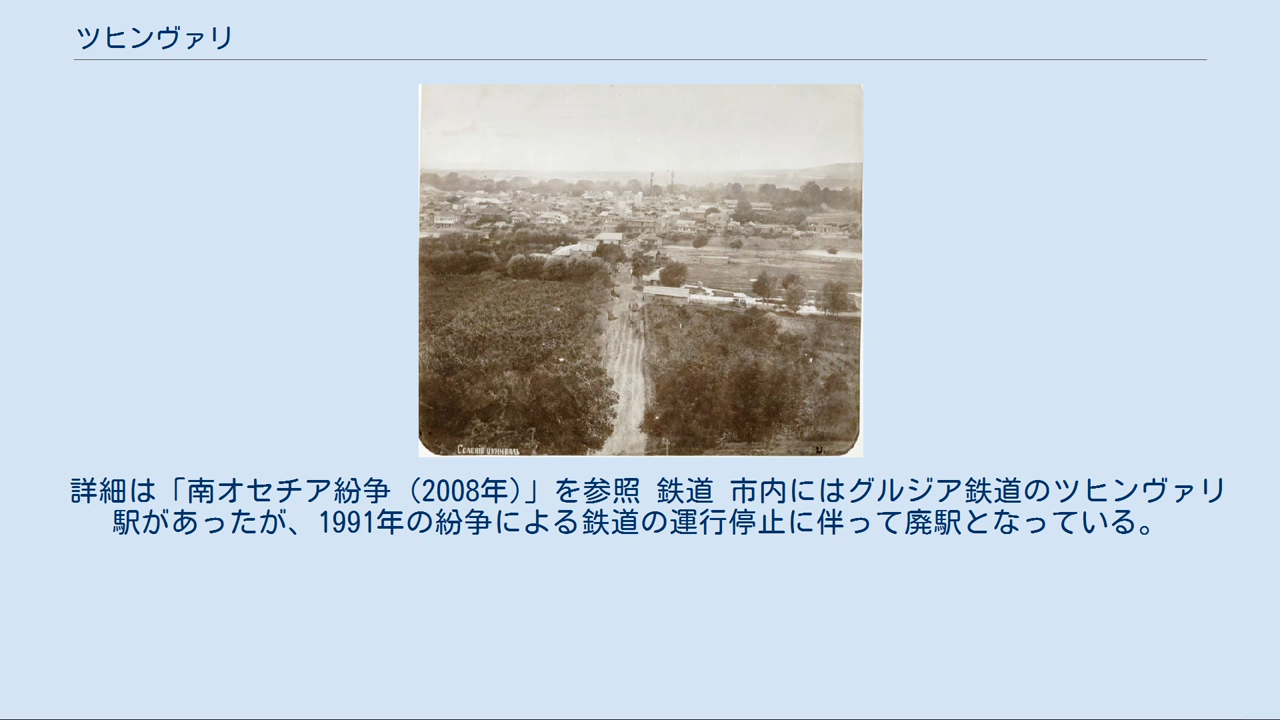 ツヒンヴァリ
Селенiе Цхинвалъ
詳細は「南オセチア紛争 (2008年)」を参照 鉄道 市内にはグルジア鉄道のツヒンヴァリ
駅があったが、1991年の紛争による鉄道の運行停止に伴って廃駅となっている。